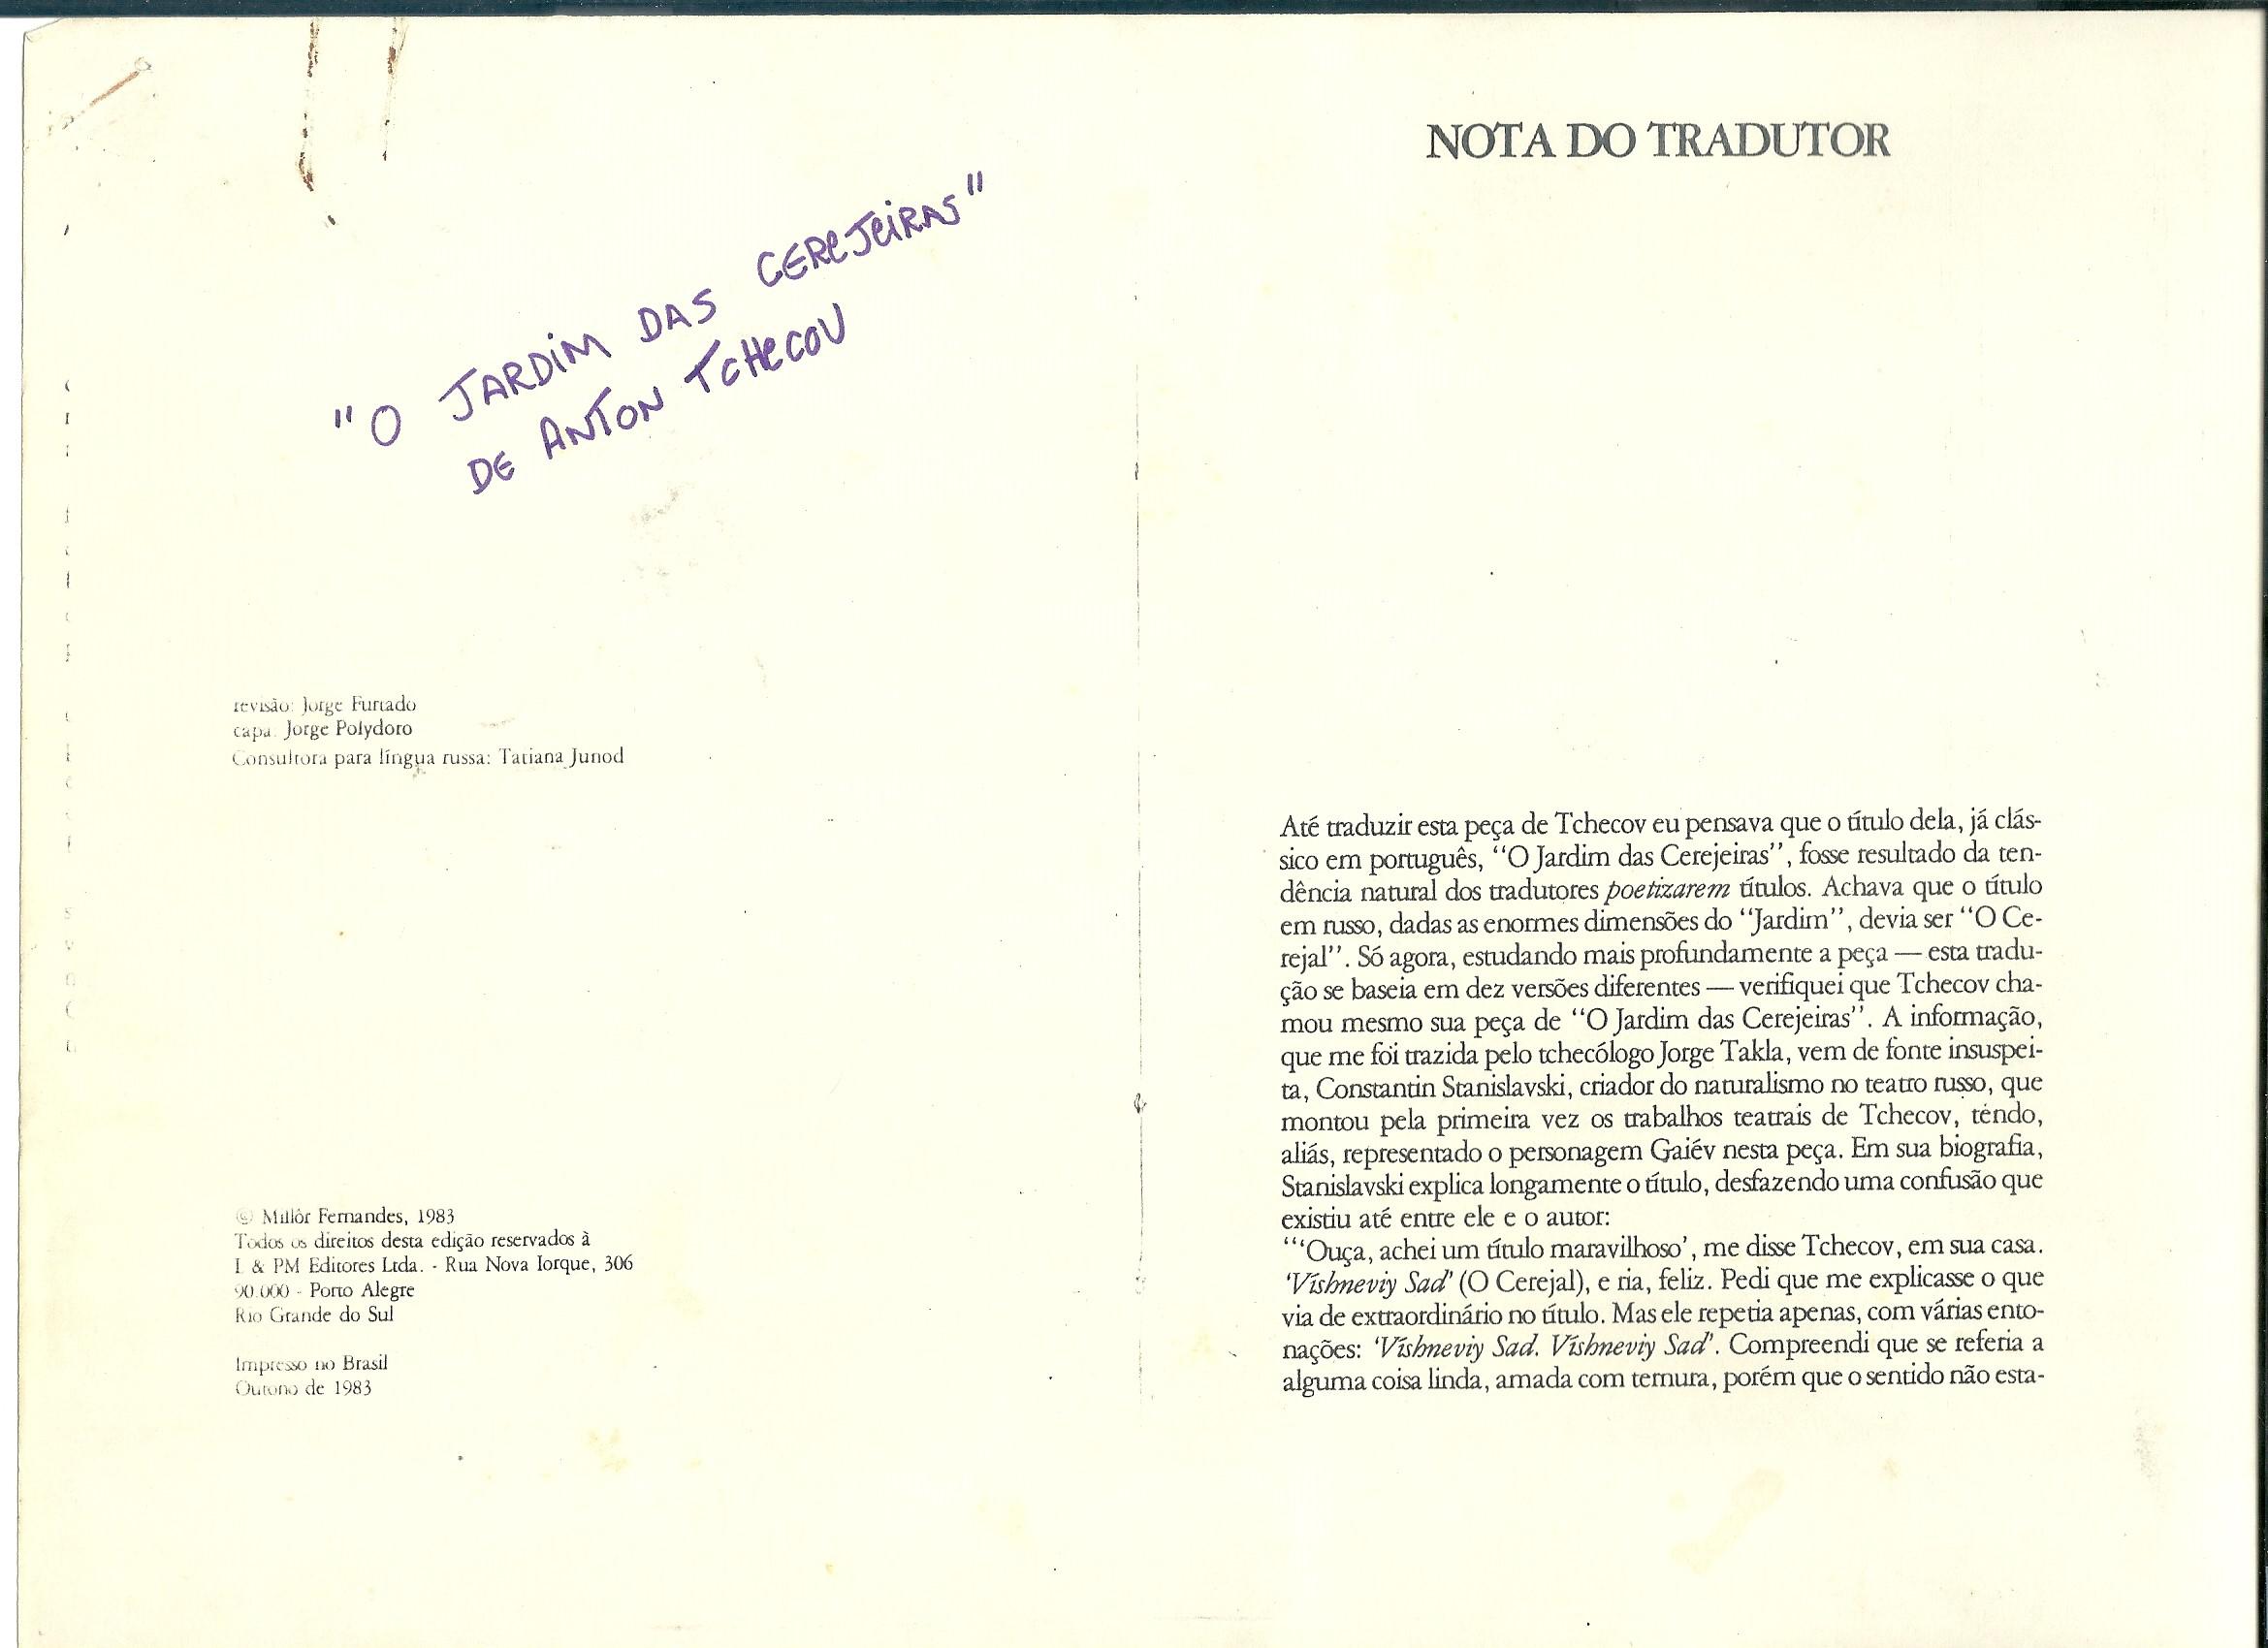 "O JARDIM DAS CEREJEIRAS"
DE ANTON TCHECOV
revisão: Jorge Furtado
capa: Jorge Polydoro
Consultora para língua russa: Tatiana Junod
© Millôr Fernandes, 1983
Todos os direitos desta edição reservados à
L & PM Editores Ltda. - Rua Nova Iorque, 306
90.000 - Porto Alegre
Rio Grande do Sul
Impresso no Brasil
Outono de 1983
NOTA DO TRADUTOR
Até traduzir esta peça de Tchecov eu pensava que o título dela, já clás-
sico em português, "O Jardim das Cerejeiras", fosse resultado da ten-
dência natural dos tradutores poetizarem títulos. Achava que o título
em russo, dadas as enormes dimensões do "Jardim", devia ser "O Ce-
rejal". Só agora, estudando mais profundamente a peça — esta tradu-
ção se baseia em dez versões diferentes — verifiquei que Tchecov cha-
mou mesmo sua peça de "O Jardim das Cerejeiras". A informação,
que me foi trazida pelo tchecólogo Jorge Takla, vem de fonte insuspei-
ta, Constantin Stanislavski, criador do naturalismo no teatro russo, que
montou pela primeira vez os trabalhos teatrais de Tchecov, tendo,
aliás, representado o personagem Gaiév nesta peça. Em sua biografia,
Stanislavski explica longamente o título, desfazendo uma confusão que
existiu até entre ele e o autor:
"'Ouça, achei um título maravilhoso', me disse Tchecov, em sua casa.
'Víshneviy Sad' (O Cerejal), e ria, feliz. Pedi que me explicasse o que
via de extraordinário no título. Mas ele repetia apenas, com várias ento-
nações: 'Víshneviy Sad. Víshneviy Sad'. Compreendi que se referia a
alguma coisa linda, amada com ternura, porém que o sentido não esta-